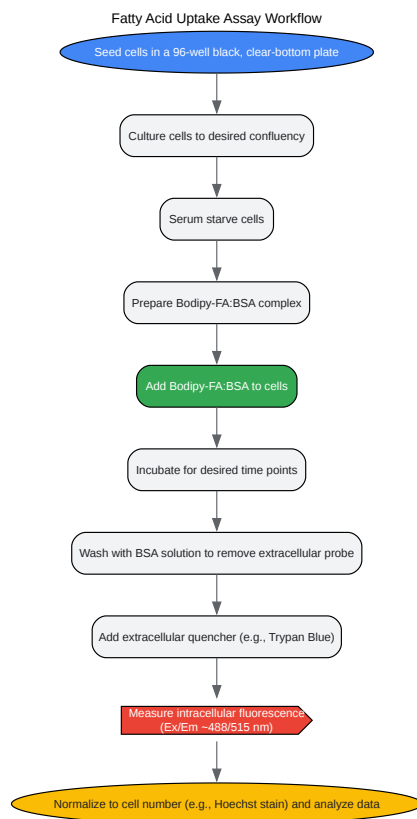 Fatty Acid Uptake Assay Workflow
Seed cells in a 96-well black, clear-bottom plate
Culture cells to desired confluency
Serum starve cells
Prepare Bodipy-FA:BSA complex
Add Bodipy-FA:BSA to cells
Incubate for desired time points
Wash with BSA solution to remove extracellular probe
Add extracellular quencher (e.g., Trypan Blue)
Measure intracellular fluorescence
(Ex/Em ~488/515 nm)
Normalize to cell number (e.g., Hoechst stain) and analyze data